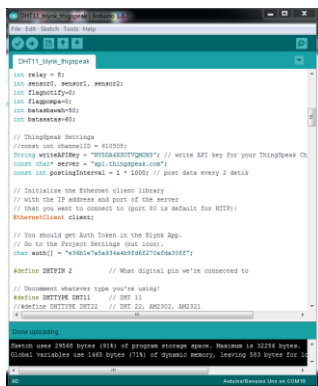 DHT11_blynk_thigspeak | Arduino 1.8.
File Edit Sketch Tools Help
DHT11_blynk_thigspeak
int relay = 8;
int sensor0, sensor1, sensor2;
int flagnotify=0;
int flagpompa=0;
int batasbawah=50;
int batasatas=60;
// ThingSpeak Settings
//const int channelID = 610505;
String writeAPIKey = // write API key for your ThingSpeak Ch
const char* server = "api.thingspeak.com";
const int postingInterval = 1 * 1000; // post data every 2 detik
// Initialize the Ethernet client library
// with the IP address and port of the server
// that you want to connect to (port 80 is default for HTTP):
EthernetClient client;
// You should get Auth Token in the Blynk App.
// Go to the Project Settings (nut icon).
char auth[] =
#define DHTPIN 2 // What digital pin we're connected to
// Uncomment whatever type you're using!
#define DHTTYPE DHT11 // DHT 11
//#define DHTTYPE DHT22 // DHT 22, AM2302, AM2321
Done uploading.
Sketch uses 29568 bytes (91%) of program storage space. Maximum is 32256 bytes.
Global variables use 1465 bytes (71%) of dynamic memory, leaving 583 bytes for lo
Arduino/Genuino Uno on COM18